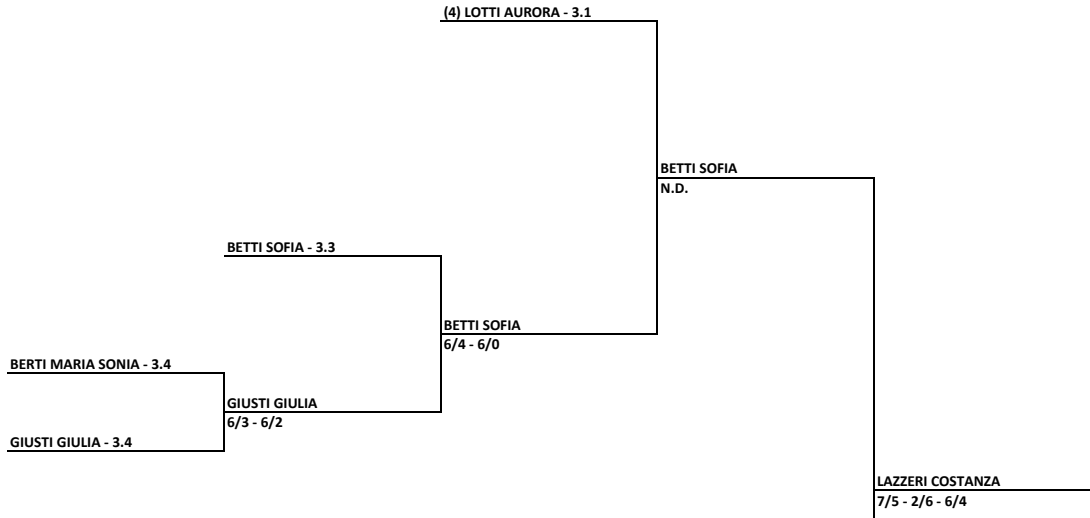 (4) LOTTI AURORA - 3.1
BETTI SOFIA
N.D.
BETTI SOFIA - 3.3
BETTI SOFIA
6/4 - 6/0
BERTI MARIA SONIA - 3.4
GIUSTI GIULIA
6/3 - 6/2
GIUSTI GIULIA - 3.4
LAZZERI COSTANZA
7/5 - 2/6 - 6/4